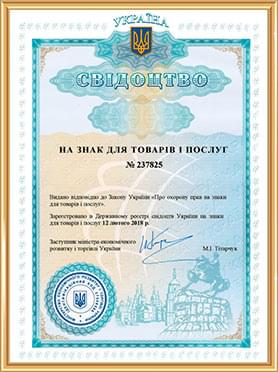 УКРАЇНА
СВІДОЦТВО
НА ЗНАК ДЛЯ ТОВАРІВ І ПОСЛУГ
№ 237825
Видано відповідно до Закону України «Про охорону прав на знаки
для товарів і послуг».
Зареєстровано в Державному реєстрі свідоцтв України на знаки
для товарів і послуг 12 лютого 2018 р.
Заступник міністра економічного
розвитку і торгівлі України
М.І. Тітарчук